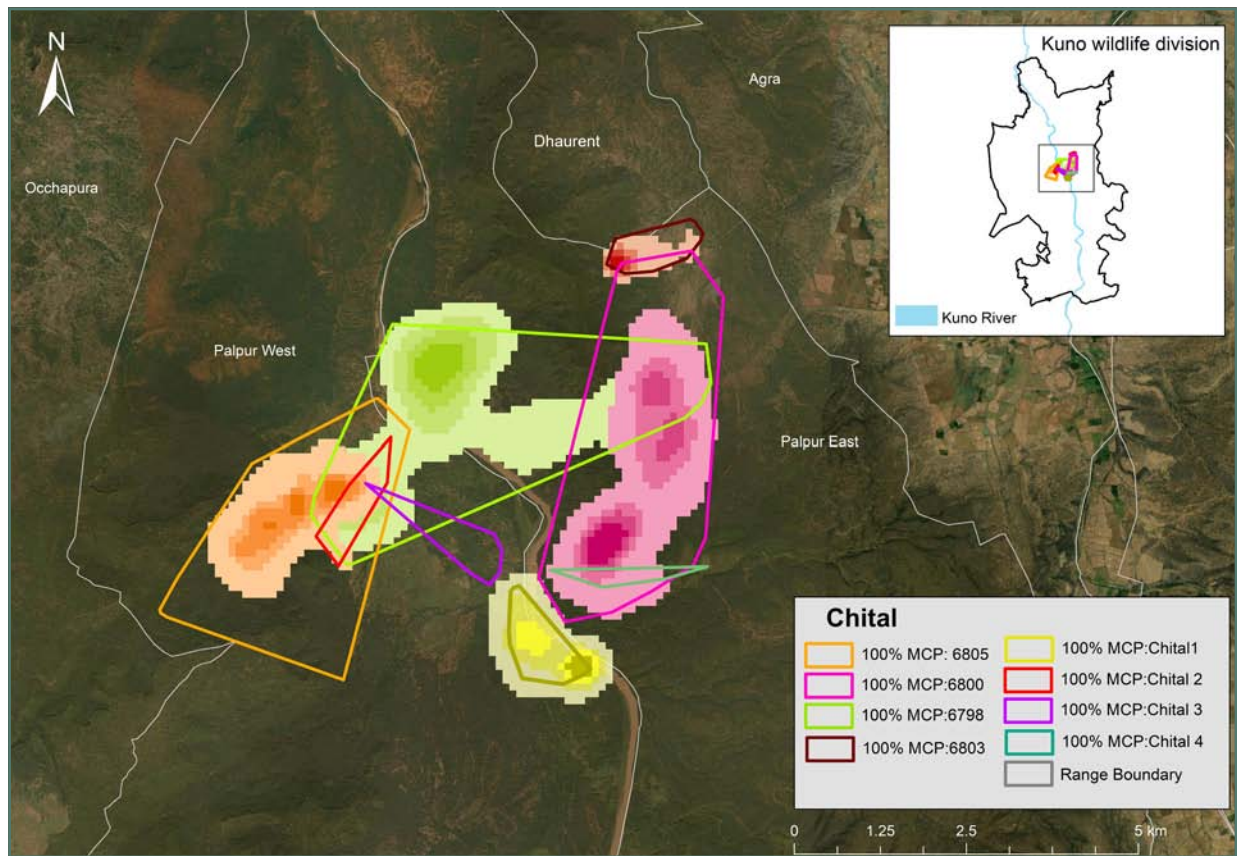 N
Kuno wildlife division
Kuno River
Agra
Dhaurent
Occhapura
Palpur West
Palpur East
Chital
100% MCP: 6805
100% MCP:6800
100% MCP:6798
100% MCP:6803
100% MCP:Chital1
100% MCP:Chital 2
100% MCP:Chital 3
100% MCP:Chital 4
Range Boundary
0 1.25 2.5 5 km